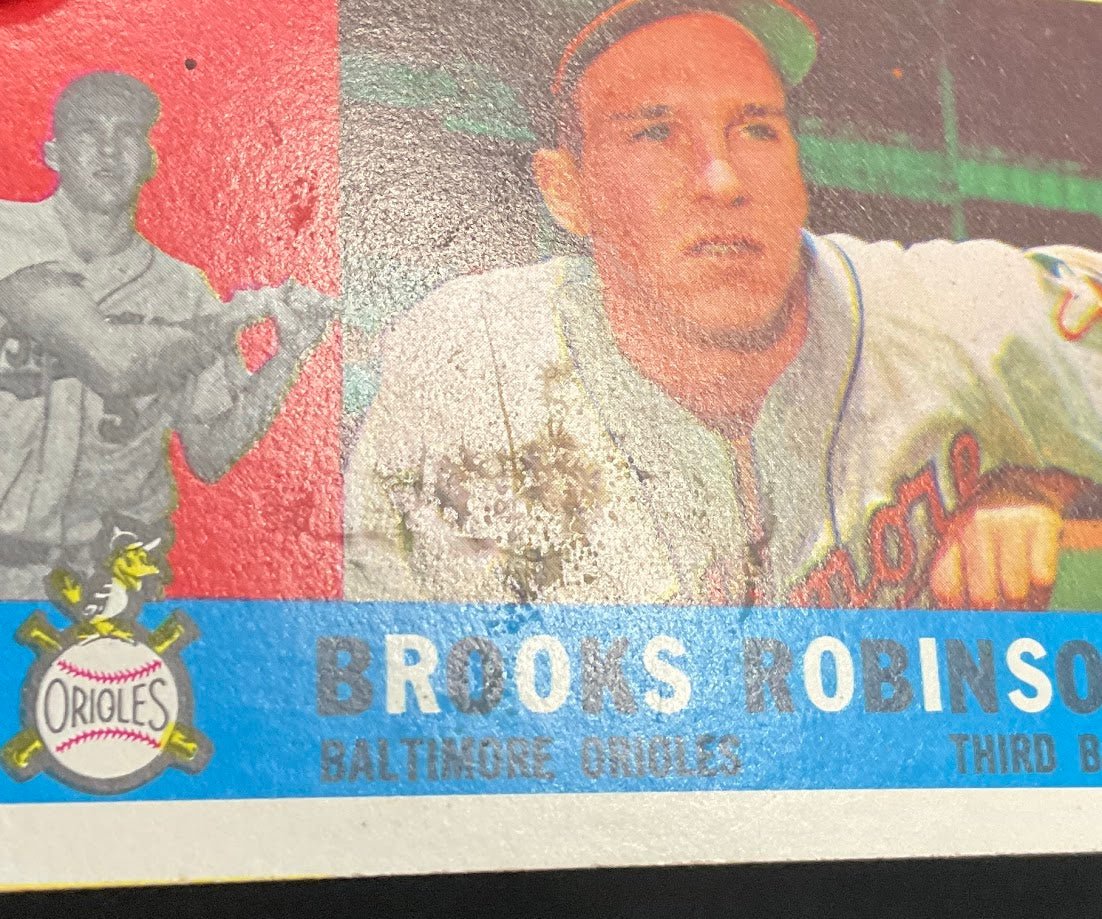 ORIOLES
BROOKS ROBINSO
BALTIMORE ORIOLES THIRD B